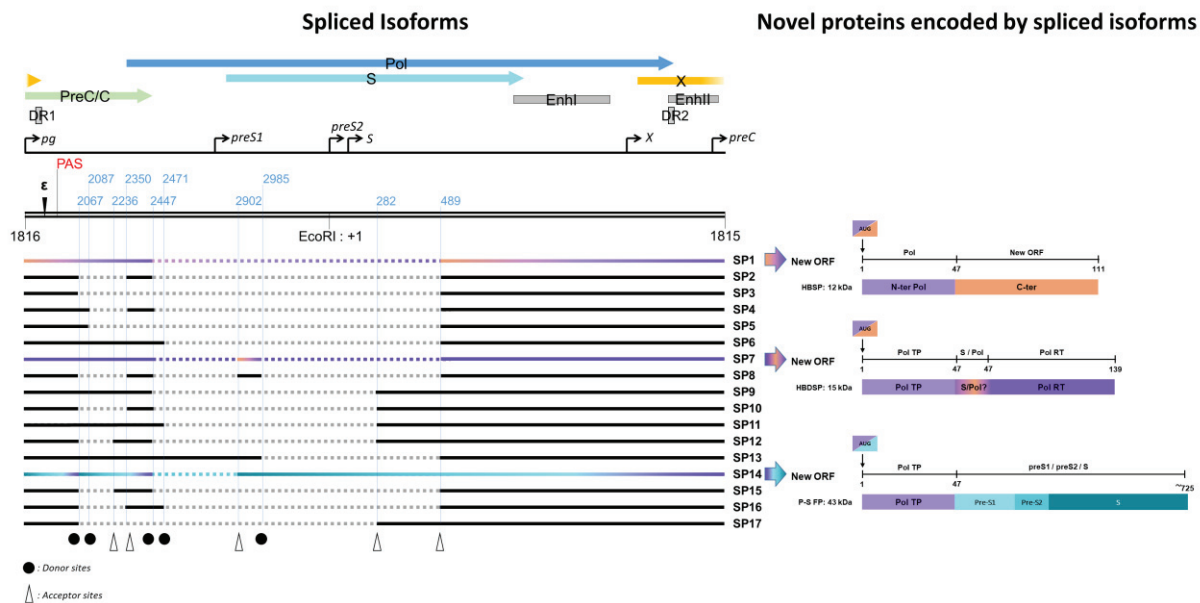 Spliced Isoforms
Novel proteins encoded by spliced isoforms
Pol
S
X
PreC/C
EnhI
EnhII
DR1
DR2
pg
preS1
preS2
S
X
preC
PAS
ε
2087
2350
2471
2985
2067
2236
2447
2902
282
489
1816
EcoRI : +1
1815
SP1
SP2
SP3
SP4
SP5
SP6
SP7
SP8
SP9
SP10
SP11
SP12
SP13
SP14
SP15
SP16
SP17
: Donor sites
: Acceptor sites
AUG
New ORF
Pol
New ORF
1
47
111
HBSP: 12 kDa
N-ter Pol
C-ter
AUG
New ORF
Pol TP
S / Pol
Pol RT
1
47
47
139
HBDSP: 15 kDa
Pol TP
S/Pol?
Pol RT
AUG
New ORF
Pol TP
preS1 / preS2 / S
1
47
~725
P-S FP: 43 kDa
Pol TP
Pre-S1
Pre-S2
S